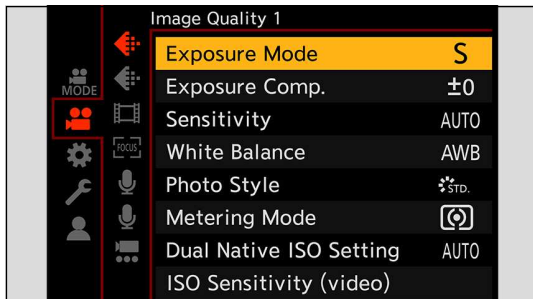 Image Quality 1
Exposure Mode S
Exposure Comp. ±0
MODE
Sensitivity AUTO
FOCUS
White Balance AWB
Photo Style STD.
Metering Mode
Dual Native ISO Setting AUTO
ISO Sensitivity (video)